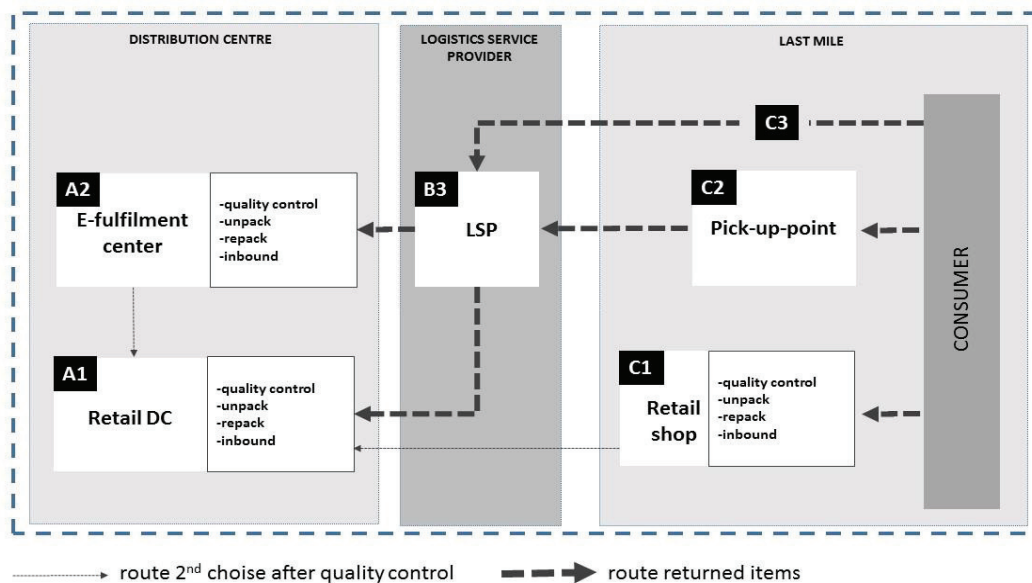 DISTRIBUTION CENTRE
LOGISTICS SERVICE
PROVIDER
LAST MILE
C3
A2
E-fulfilment
center
-quality control
-unpack
-repack
-inbound
B3
LSP
C2
Pick-up-point
CONSUMER
A1
Retail DC
-quality control
-unpack
-repack
-inbound
C1
Retail
shop
-quality control
-unpack
-repack
-inbound
route 2nd choise after quality control
route returned items